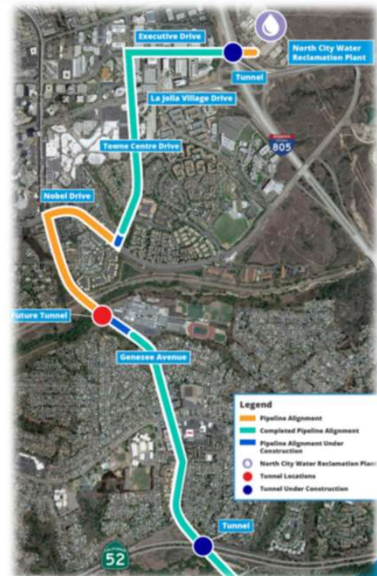 Executive Drive
North City Water
Reclamation Plant
Tunnel
La Jolla Village Drive
Towne Centre Drive
805
Nobel Drive
Future Tunnel
Genesee Avenue
Legend
Pipeline Alignment
Completed Pipeline Alignment
Pipeline Alignment Under
Construction
North City Water Reclamation Plant
Tunnel Locations
Tunnel Under Construction
Tunnel
52